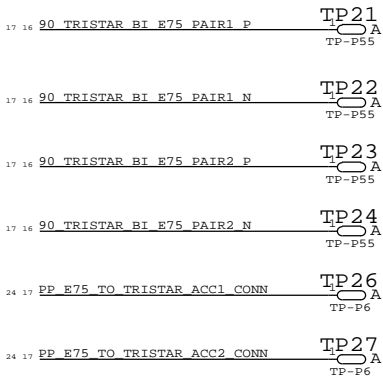 TP21
17 16 90_TRISTAR_BI_E75_PAIR1_P 1 A
TP-P55
TP22
17 16 90_TRISTAR_BI_E75_PAIR1_N 1 A
TP-P55
TP23
17 16 90_TRISTAR_BI_E75_PAIR2_P 1 A
TP-P55
TP24
17 16 90_TRISTAR_BI_E75_PAIR2_N 1 A
TP-P55
TP26
24 17 PP_E75_TO_TRISTAR_ACC1_CONN 1 A
TP-P6
TP27
24 17 PP_E75_TO_TRISTAR_ACC2_CONN 1 A
TP-P6